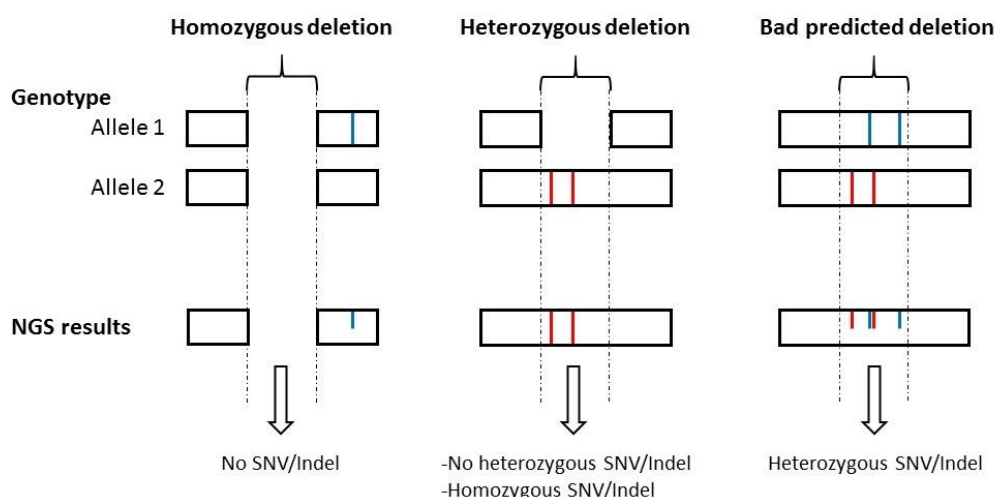 Homozygous deletion Heterozygous deletion Bad predicted deletion
Genotype
Allele 1
Allele 2
NGS results
No SNV/Indel -No heterozygous SNV/Indel Heterozygous SNV/Indel
-Homozygous SNV/Indel